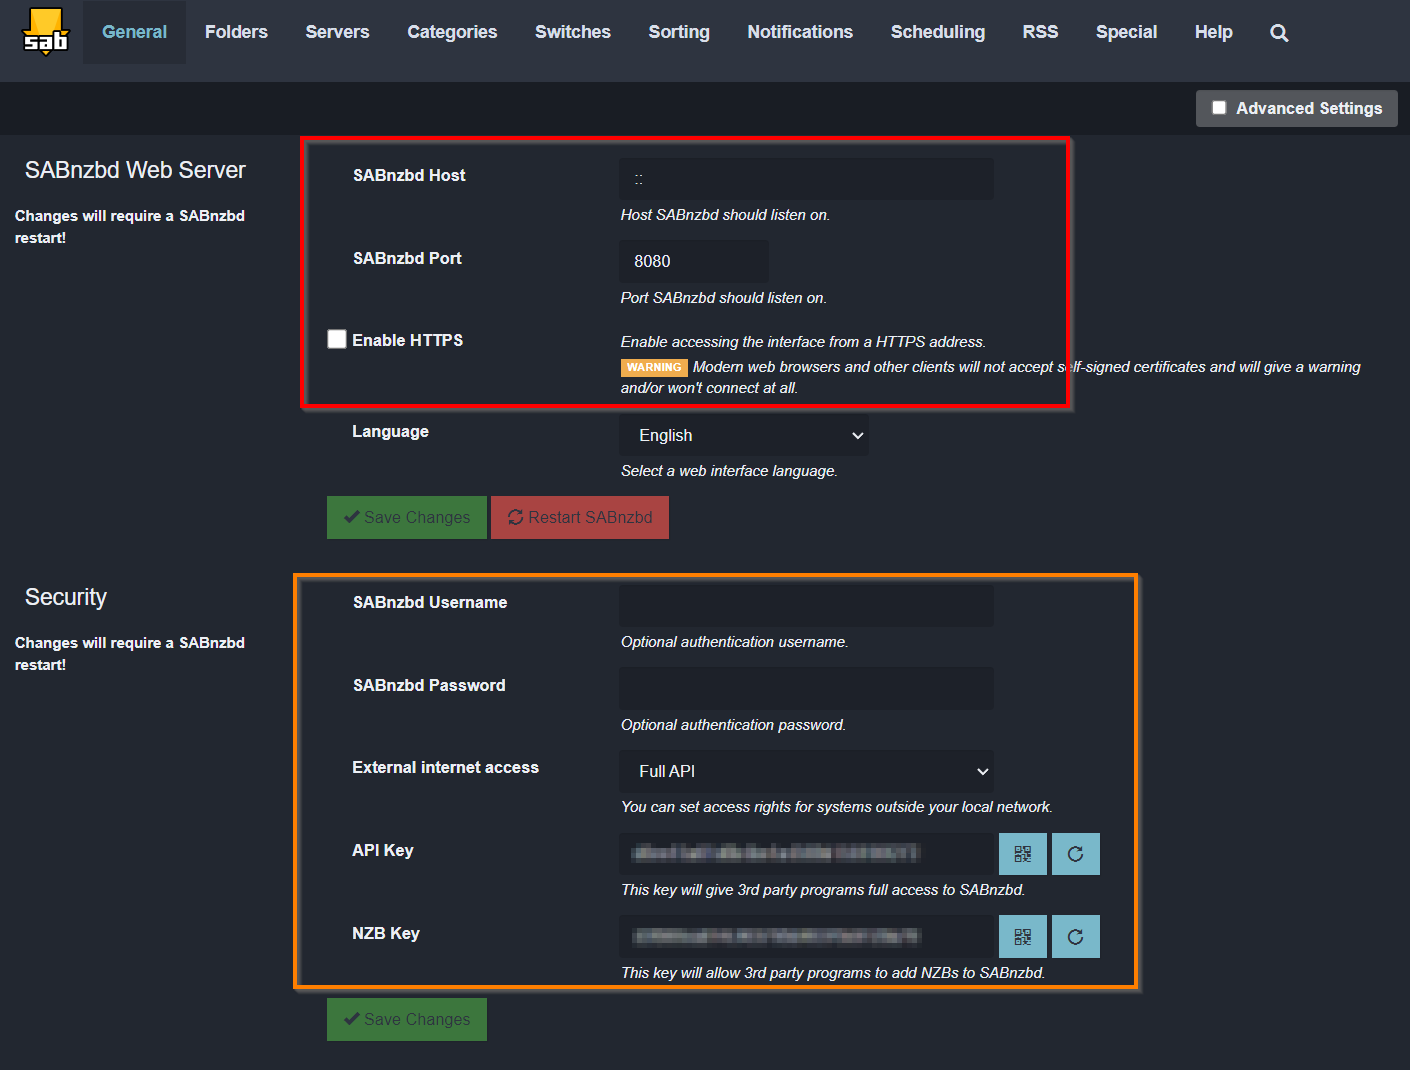 sab
General
Folders
Servers
Categories
Switches
Sorting
Notifications
Scheduling
RSS
Special
Help
Advanced Settings
SABnzbd Web Server
Changes will require a SABnzbd
restart!
SABnzbd Host
::
Host SABnzbd should listen on.
SABnzbd Port
8080
Port SABnzbd should listen on.
Enable HTTPS
Enable accessing the interface from a HTTPS address.
WARNING Modern web browsers and other clients will not accept self-signed certificates and will give a warning
and/or won't connect at all.
Language
English
Select a web interface language.
Save Changes
Restart SABnzbd
Security
Changes will require a SABnzbd
restart!
SABnzbd Username
Optional authentication username.
SABnzbd Password
Optional authentication password.
External internet access
Full API
You can set access rights for systems outside your local network.
API Key
This key will give 3rd party programs full access to SABnzbd.
NZB Key
This key will allow 3rd party programs to add NZBs to SABnzbd.
Save Changes